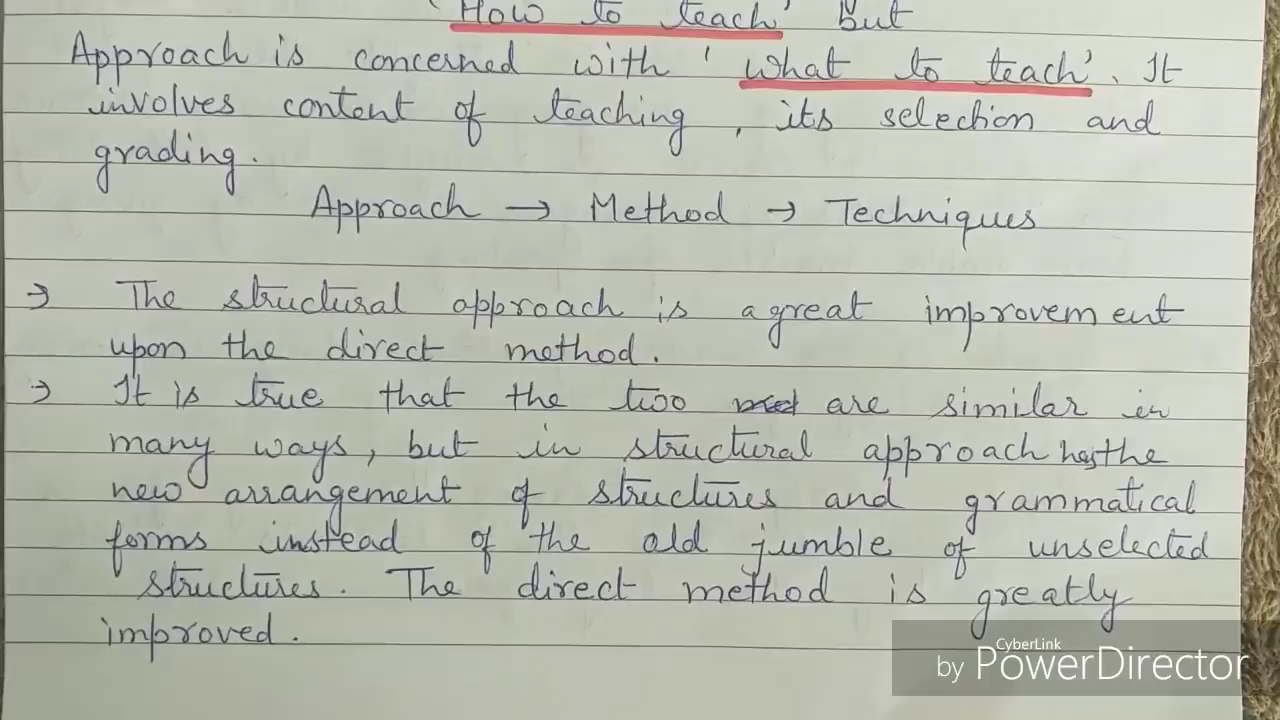 'How to teach' But
Approach is concerned with 'what to teach'. It
involves content of teaching, its selection and
grading.
Approach → Method → Techniques
→ The structural approach is a great improvement
upon the direct method.
→ It is true that the two are similar in
many ways, but in structural approach has the
new arrangement of structures and grammatical
forms instead of the old jumble of unselected
structures. The direct method is greatly
improved.
CyberLink
by PowerDirector